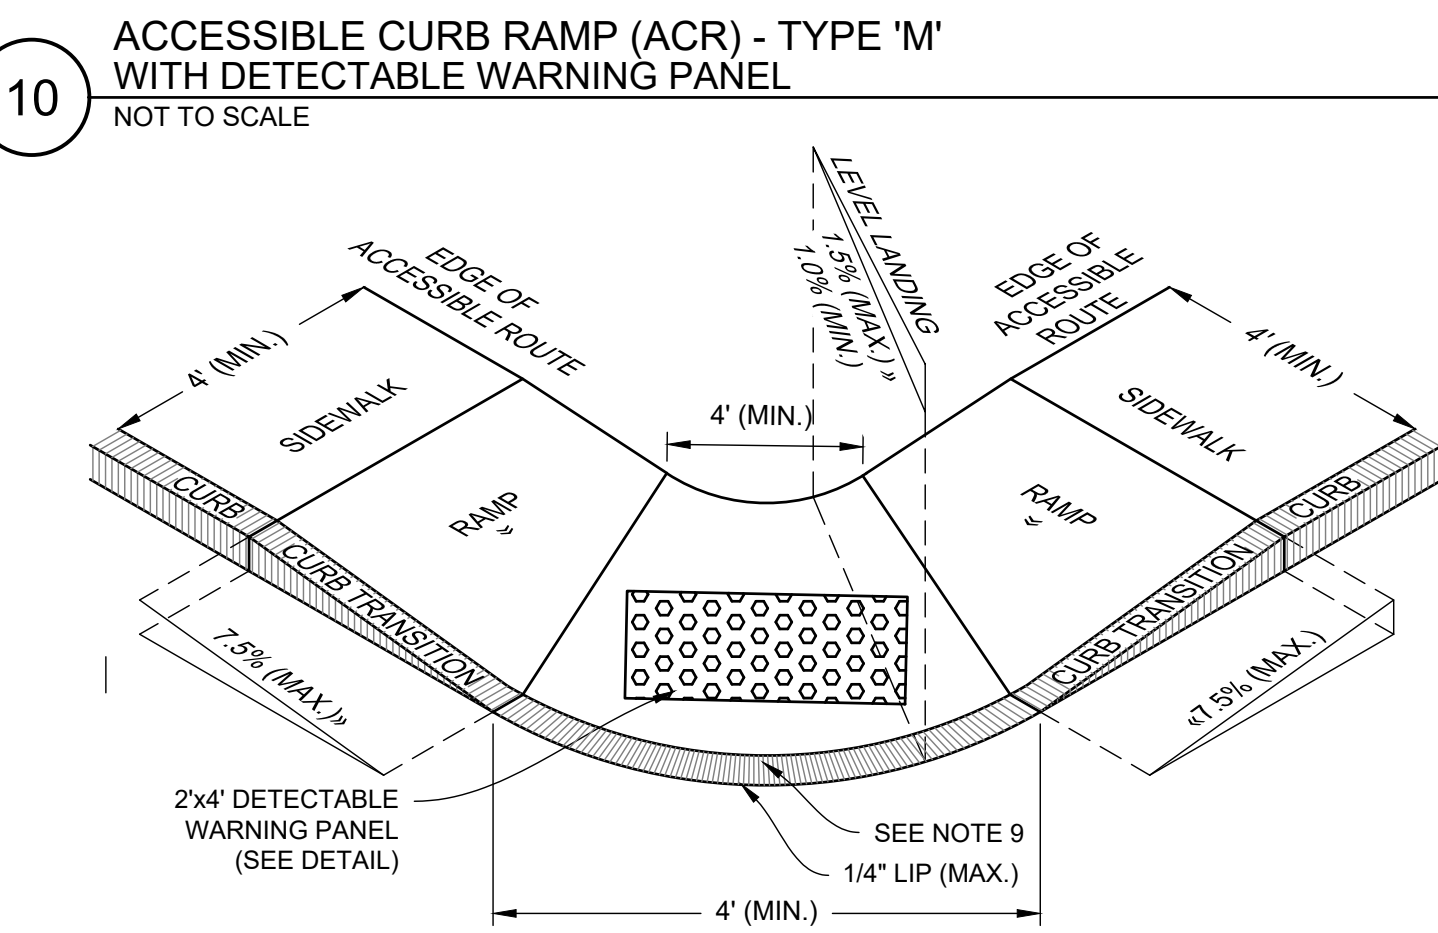 10
ACCESSIBLE CURB RAMP (ACR) - TYPE 'M'
WITH DETECTABLE WARNING PANEL
NOT TO SCALE
EDGE OF
ACCESSIBLE ROUTE
LEVEL LANDING
1.5% (MAX.) »
1.0% (MIN.)
EDGE OF
ACCESSIBLE
ROUTE
4' (MIN.)
4' (MIN.)
4' (MIN.)
SIDEWALK
SIDEWALK
CURB
RAMP
»
RAMP
«
CURB
CURB TRANSITION
CURB TRANSITION
7.5% (MAX.)»
«7.5% (MAX.)
2'x4' DETECTABLE
WARNING PANEL
(SEE DETAIL)
SEE NOTE 9
1/4" LIP (MAX.)
4' (MIN.)